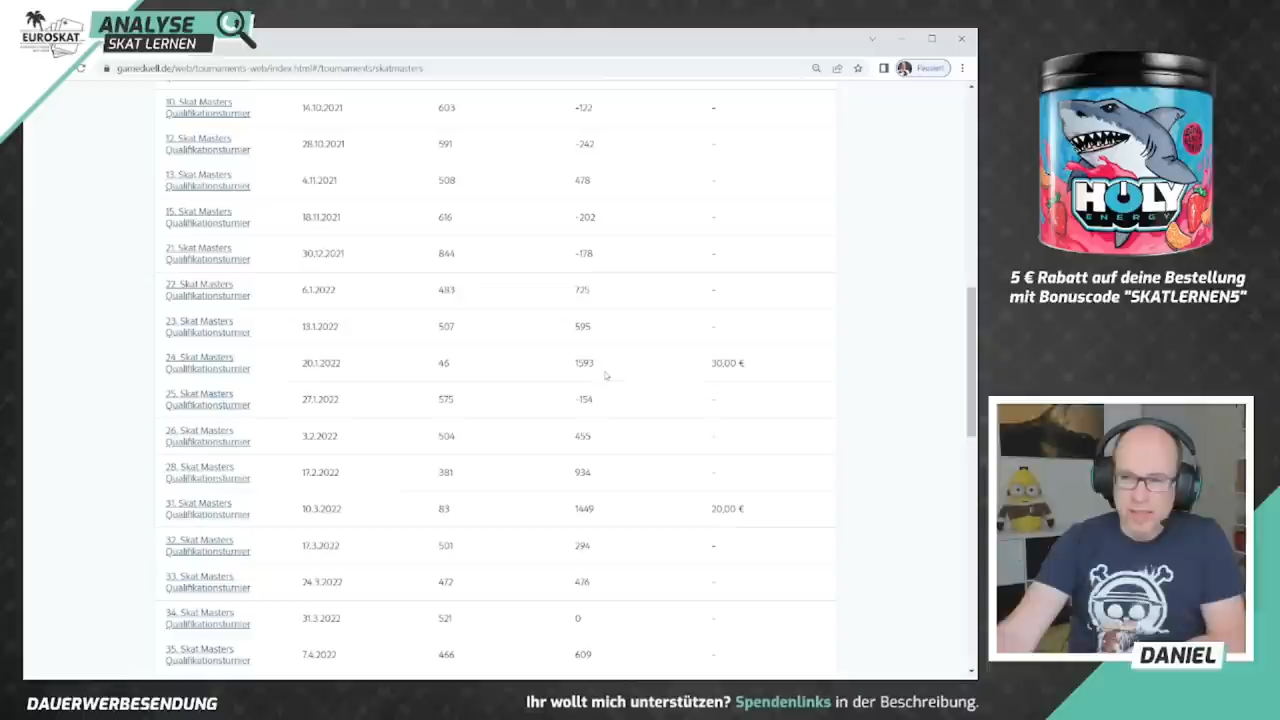 EUROSKAT
ANALYSE
SKAT LERNEN
gameduell.de/web/tournaments-web/index.html#/tournaments/skatmasters
Pausiert
10. Skat Masters
Qualifikationsturnier
14.10.2021
603
-122
-
12. Skat Masters
Qualifikationsturnier
28.10.2021
591
-242
-
13. Skat Masters
Qualifikationsturnier
4.11.2021
508
478
-
15. Skat Masters
Qualifikationsturnier
18.11.2021
616
-202
-
21. Skat Masters
Qualifikationsturnier
30.12.2021
844
-178
-
22. Skat Masters
Qualifikationsturnier
6.1.2022
483
725
-
23. Skat Masters
Qualifikationsturnier
13.1.2022
507
595
-
24. Skat Masters
Qualifikationsturnier
20.1.2022
46
1593
30,00 €
25. Skat Masters
Qualifikationsturnier
27.1.2022
575
-154
-
26. Skat Masters
Qualifikationsturnier
3.2.2022
504
455
-
28. Skat Masters
Qualifikationsturnier
17.2.2022
381
934
-
31. Skat Masters
Qualifikationsturnier
10.3.2022
83
1449
20,00 €
32. Skat Masters
Qualifikationsturnier
17.3.2022
501
294
-
33. Skat Masters
Qualifikationsturnier
24.3.2022
472
476
-
34. Skat Masters
Qualifikationsturnier
31.3.2022
521
0
-
35. Skat Masters
Qualifikationsturnier
7.4.2022
466
609
-
HOLY
ENERGY
5 € Rabatt auf deine Bestellung
mit Bonuscode "SKATLERNEN5"
DANIEL
DAUERWERBESENDUNG
Ihr wollt mich unterstützen? Spendenlinks in der Beschreibung.